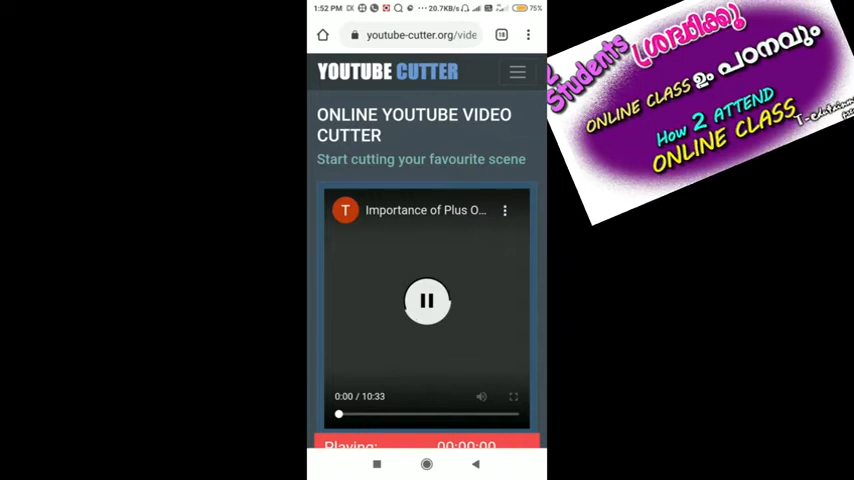 1:52 PM
20.7KB/s
75%
youtube-cutter.org/vide
18
YOUTUBE CUTTER
ONLINE YOUTUBE VIDEO
CUTTER
Start cutting your favourite scene
T
Importance of Plus O...
0:00 / 10:33
Playing:
00:00:00
2 Students
ശ്രദ്ധിക്കൂ
ONLINE CLASS ഉം പഠനവും
How 2 ATTEND
ONLINE CLASS